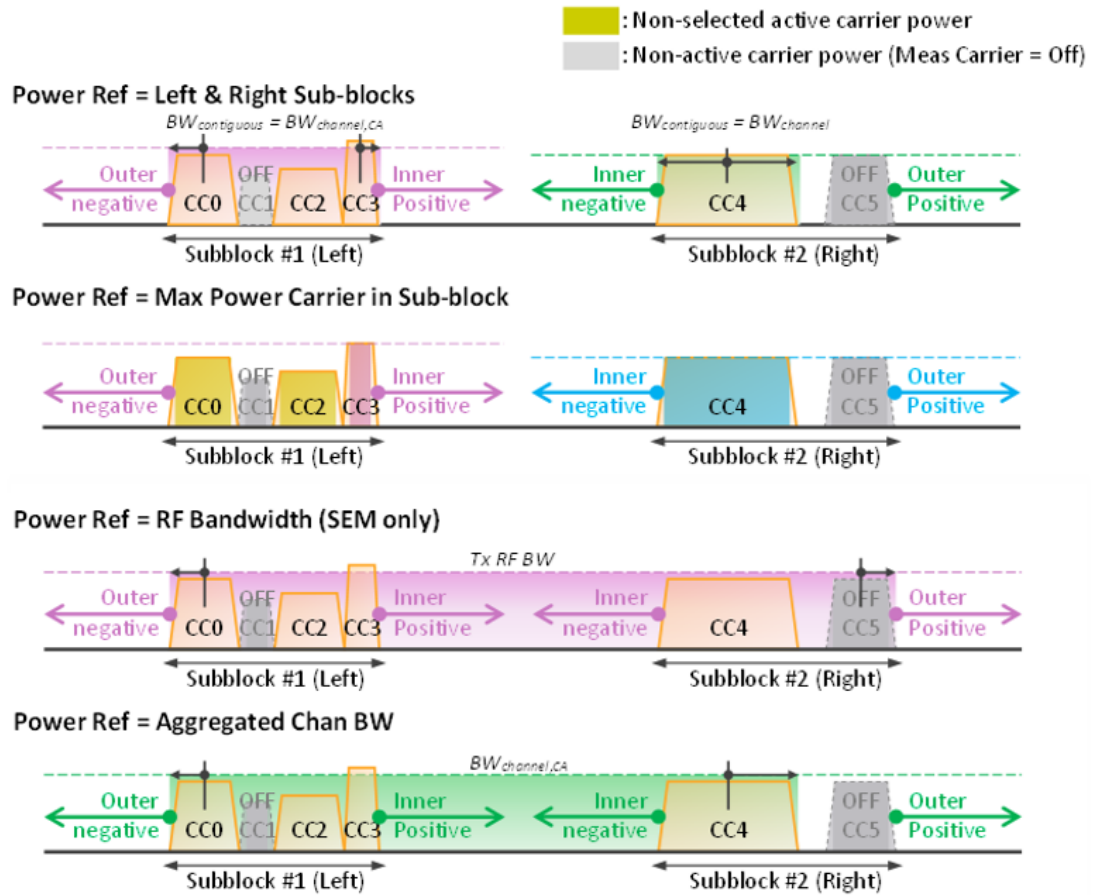 : Non-selected active carrier power
: Non-active carrier power (Meas Carrier = Off)
Power Ref = Left & Right Sub-blocks
BWcontiguous = BWchannel,CA
BWcontiguous = BWchannel
Outer
negative
CC0
OFF
CC1
CC2
CC3
Inner
Positive
Inner
negative
CC4
OFF
CC5
Outer
Positive
Subblock #1 (Left)
Subblock #2 (Right)
Power Ref = Max Power Carrier in Sub-block
Outer
negative
CC0
OFF
CC1
CC2
CC3
Inner
Positive
Inner
negative
CC4
OFF
CC5
Outer
Positive
Subblock #1 (Left)
Subblock #2 (Right)
Power Ref = RF Bandwidth (SEM only)
Tx RF BW
Outer
negative
CC0
OFF
CC1
CC2
CC3
Inner
Positive
Inner
negative
CC4
OFF
CC5
Outer
Positive
Subblock #1 (Left)
Subblock #2 (Right)
Power Ref = Aggregated Chan BW
BWchannel,CA
Outer
negative
CC0
OFF
CC1
CC2
CC3
Inner
Positive
Inner
negative
CC4
OFF
CC5
Outer
Positive
Subblock #1 (Left)
Subblock #2 (Right)